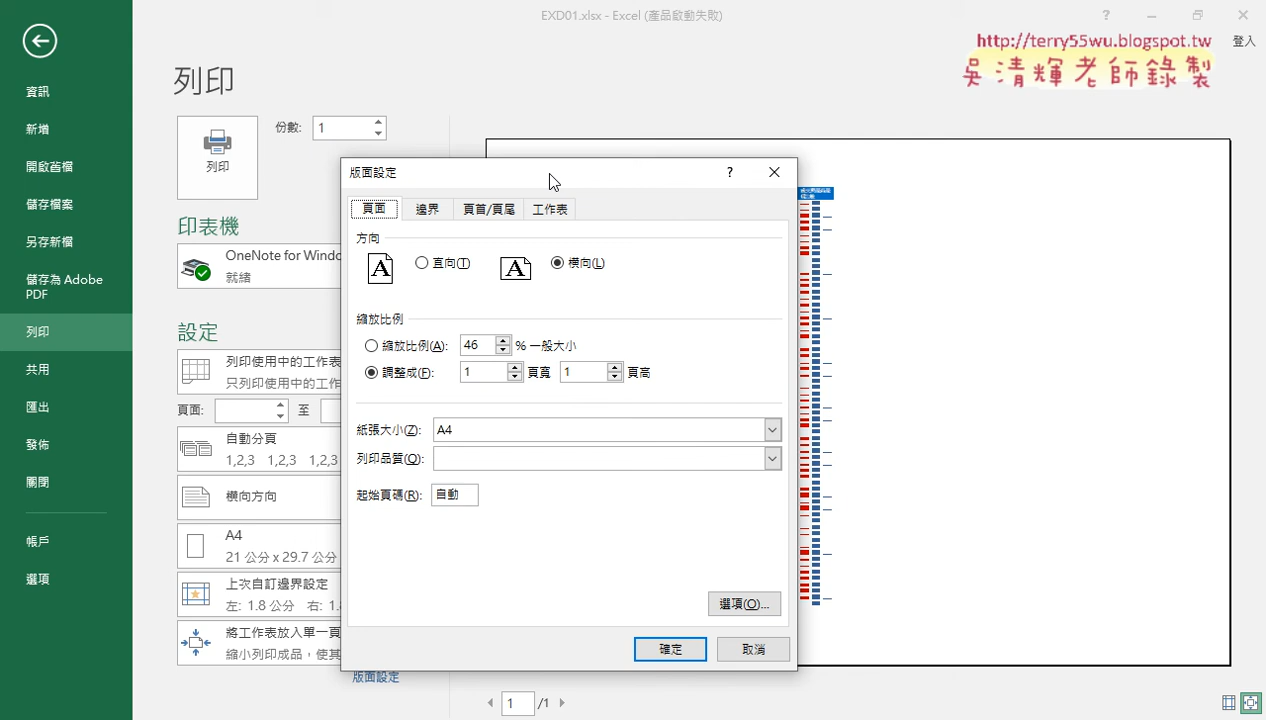 EXD01.xlsx - Excel (產品啟動失敗)
?
http://terry55wu.blogspot.tw
登入
吳清輝老師錄製
資訊
新增
開啟舊檔
儲存檔案
另存新檔
儲存為 Adobe
PDF
列印
共用
匯出
發佈
關閉
帳戶
選項
列印
列印
份數:
1
印表機
OneNote for Windo
就緒
設定
列印使用中的工作表
只列印使用中的工作
頁面:
至
自動分頁
1,2,3 1,2,3 1,2,3
橫向方向
A4
21 公分 x 29.7 公分
上次自訂邊界設定
左: 1.8 公分 右: 1.
將工作表放入單一頁
縮小列印成品，使其
版面設定
版面設定
?
頁面
邊界
頁首/頁尾
工作表
方向
A
直向(T)
A
橫向(L)
縮放比例
縮放比例(A):
46
% 一般大小
調整成(F):
1
頁寬
1
頁高
紙張大小(Z):
A4
列印品質(Q):
起始頁碼(R):
自動
選項(O)...
確定
取消
1
/1